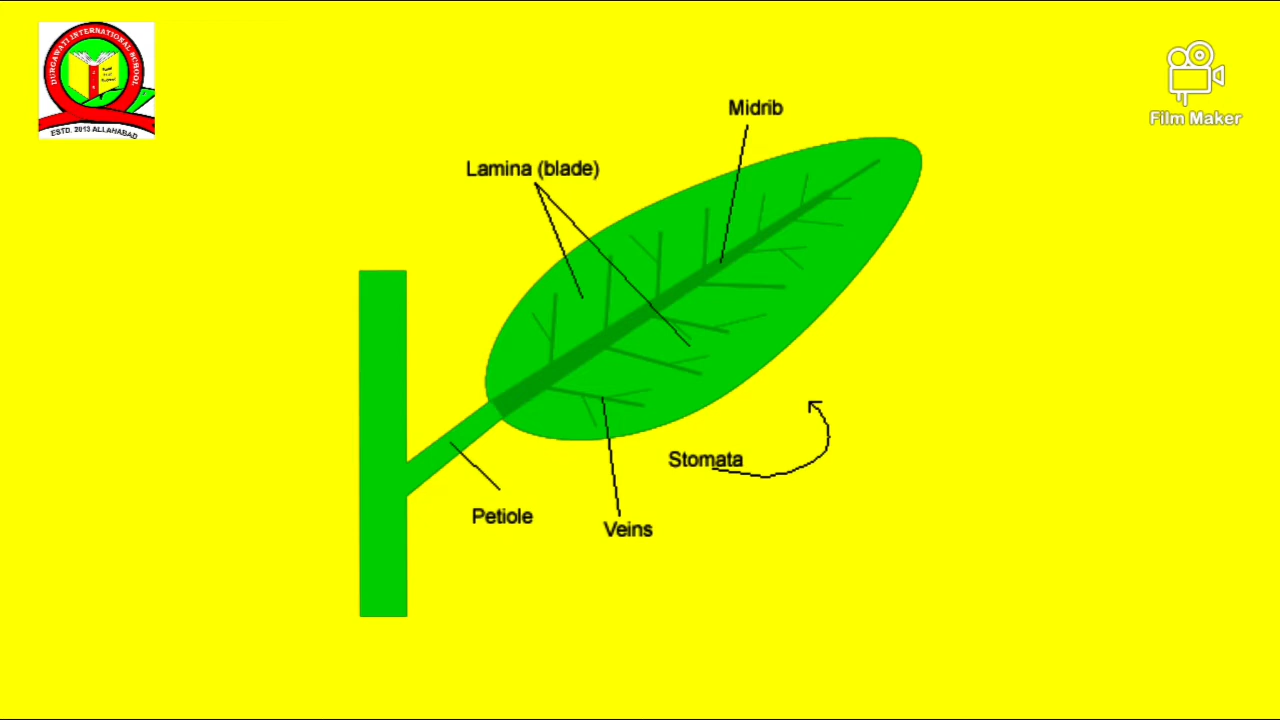 DURGAWATI INTERNATIONAL SCHOOL
ESTD. 2013 ALLAHABAD
Film Maker
Midrib
Lamina (blade)
Stomata
Petiole
Veins